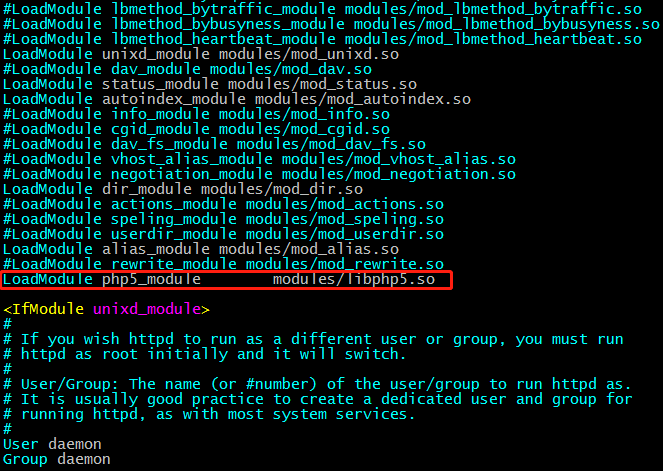 #LoadModule lbmethod_bytraffic_module modules/mod_lbmethod_bytraffic.so
#LoadModule lbmethod_bybusyness_module modules/mod_lbmethod_bybusyness.so
#LoadModule lbmethod_heartbeat_module modules/mod_lbmethod_heartbeat.so
LoadModule unixd_module modules/mod_unixd.so
#LoadModule dav_module modules/mod_dav.so
LoadModule status_module modules/mod_status.so
LoadModule autoindex_module modules/mod_autoindex.so
#LoadModule info_module modules/mod_info.so
#LoadModule cgid_module modules/mod_cgid.so
#LoadModule dav_fs_module modules/mod_dav_fs.so
#LoadModule vhost_alias_module modules/mod_vhost_alias.so
#LoadModule negotiation_module modules/mod_negotiation.so
LoadModule dir_module modules/mod_dir.so
#LoadModule actions_module modules/mod_actions.so
#LoadModule speling_module modules/mod_speling.so
#LoadModule userdir_module modules/mod_userdir.so
LoadModule alias_module modules/mod_alias.so
#LoadModule rewrite_module modules/mod_rewrite.so
LoadModule php5_module        modules/libphp5.so
<IfModule unixd_module>
#
# If you wish httpd to run as a different user or group, you must run
# httpd as root initially and it will switch.
#
# User/Group: The name (or #number) of the user/group to run httpd as.
# It is usually good practice to create a dedicated user and group for
# running httpd, as with most system services.
#
User daemon
Group daemon